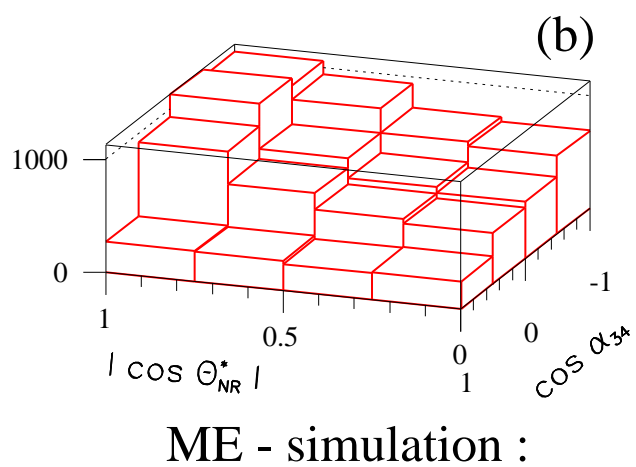 (b)
1000
0
1
0.5
0
1
0
-1
| cos Θ*NR |
cos α34
ME - simulation :